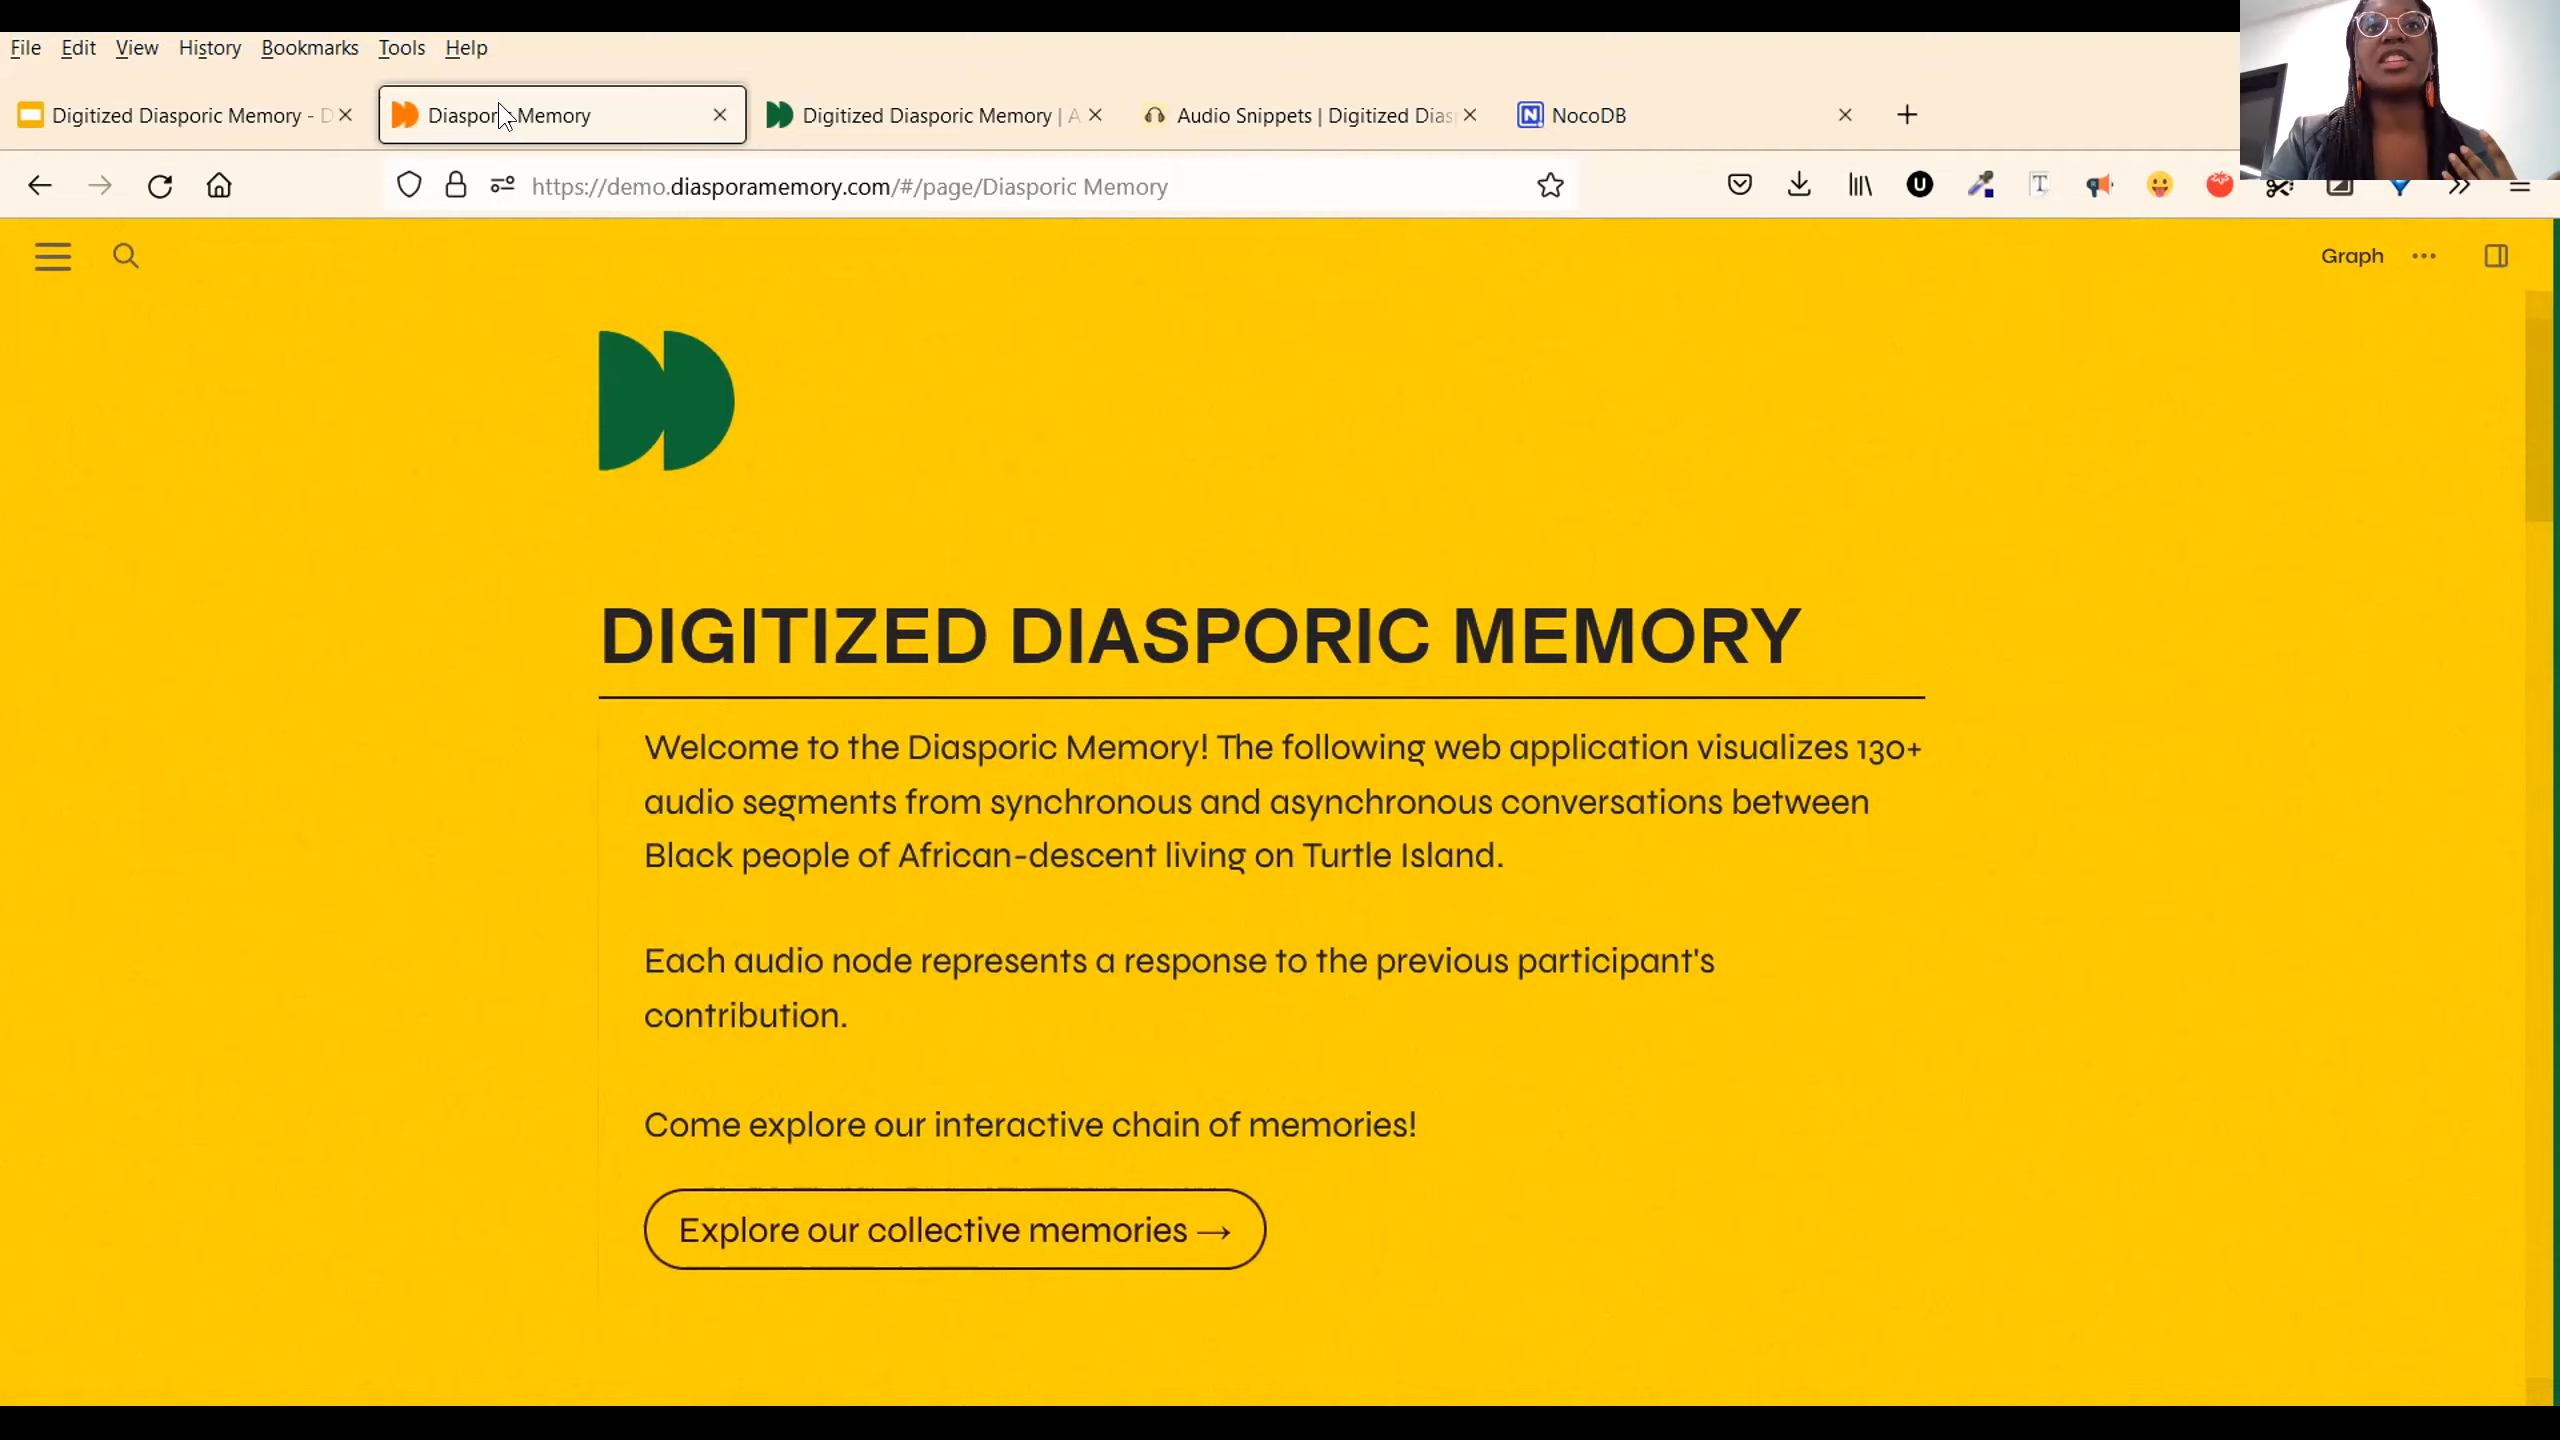 File Edit View History Bookmarks Tools Help
Digitized Diasporic Memory - D
Diasporic Memory
Digitized Diasporic Memory | A
Audio Snippets | Digitized Dias
NocoDB
https://demo.diasporamemory.com/#/page/Diasporic Memory
Graph
DIGITIZED DIASPORIC MEMORY
Welcome to the Diasporic Memory! The following web application visualizes 130+
audio segments from synchronous and asynchronous conversations between
Black people of African-descent living on Turtle Island.
Each audio node represents a response to the previous participant's
contribution.
Come explore our interactive chain of memories!
Explore our collective memories →